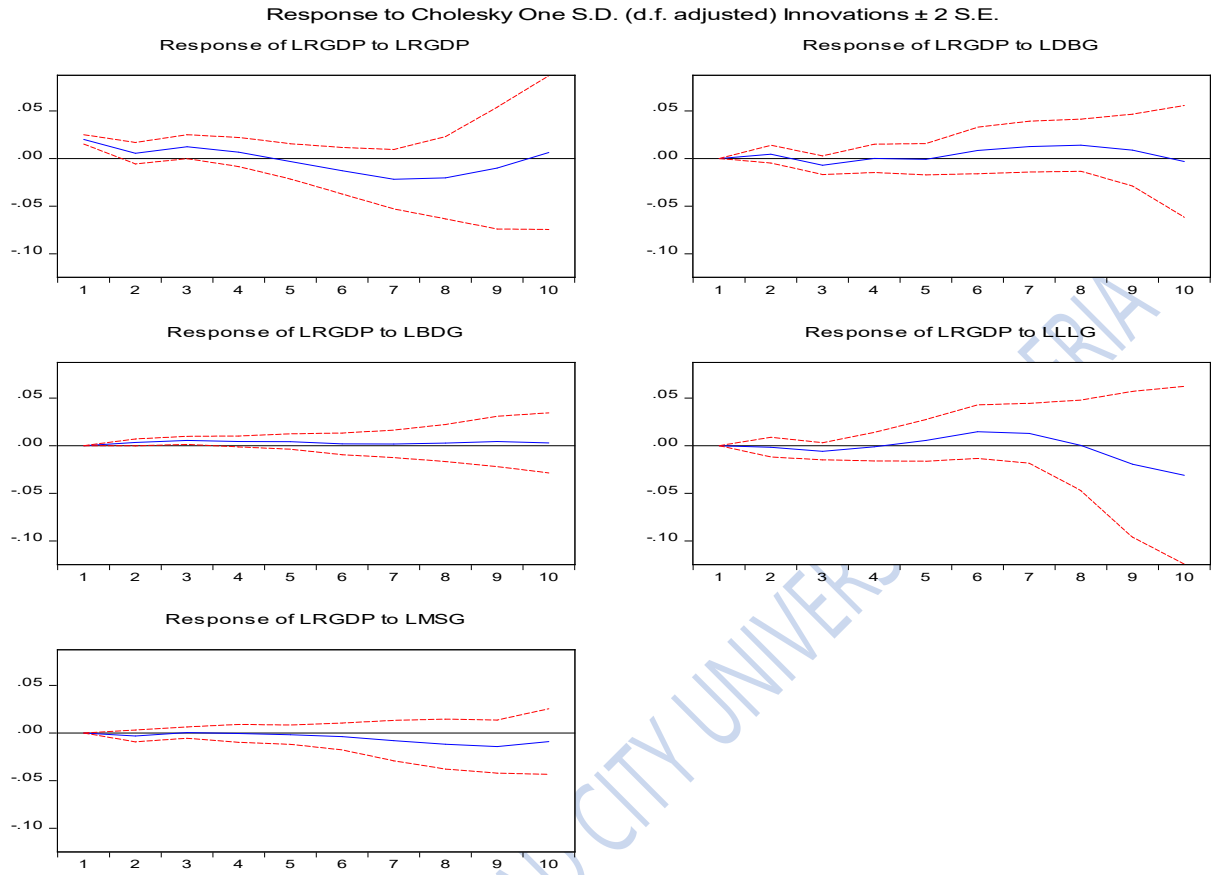 Response to Cholesky One S.D. (d.f. adjusted) Innovations ± 2 S.E.
Response of LRGDP to LRGDP
.05
.00
-.05
-.10
1 2 3 4 5 6 7 8 9 10
Response of LRGDP to LDBG
.05
.00
-.05
-.10
1 2 3 4 5 6 7 8 9 10
Response of LRGDP to LBDG
.05
.00
-.05
-.10
1 2 3 4 5 6 7 8 9 10
Response of LRGDP to LLLG
.05
.00
-.05
-.10
1 2 3 4 5 6 7 8 9 10
Response of LRGDP to LMSG
.05
.00
-.05
-.10
1 2 3 4 5 6 7 8 9 10
CITY